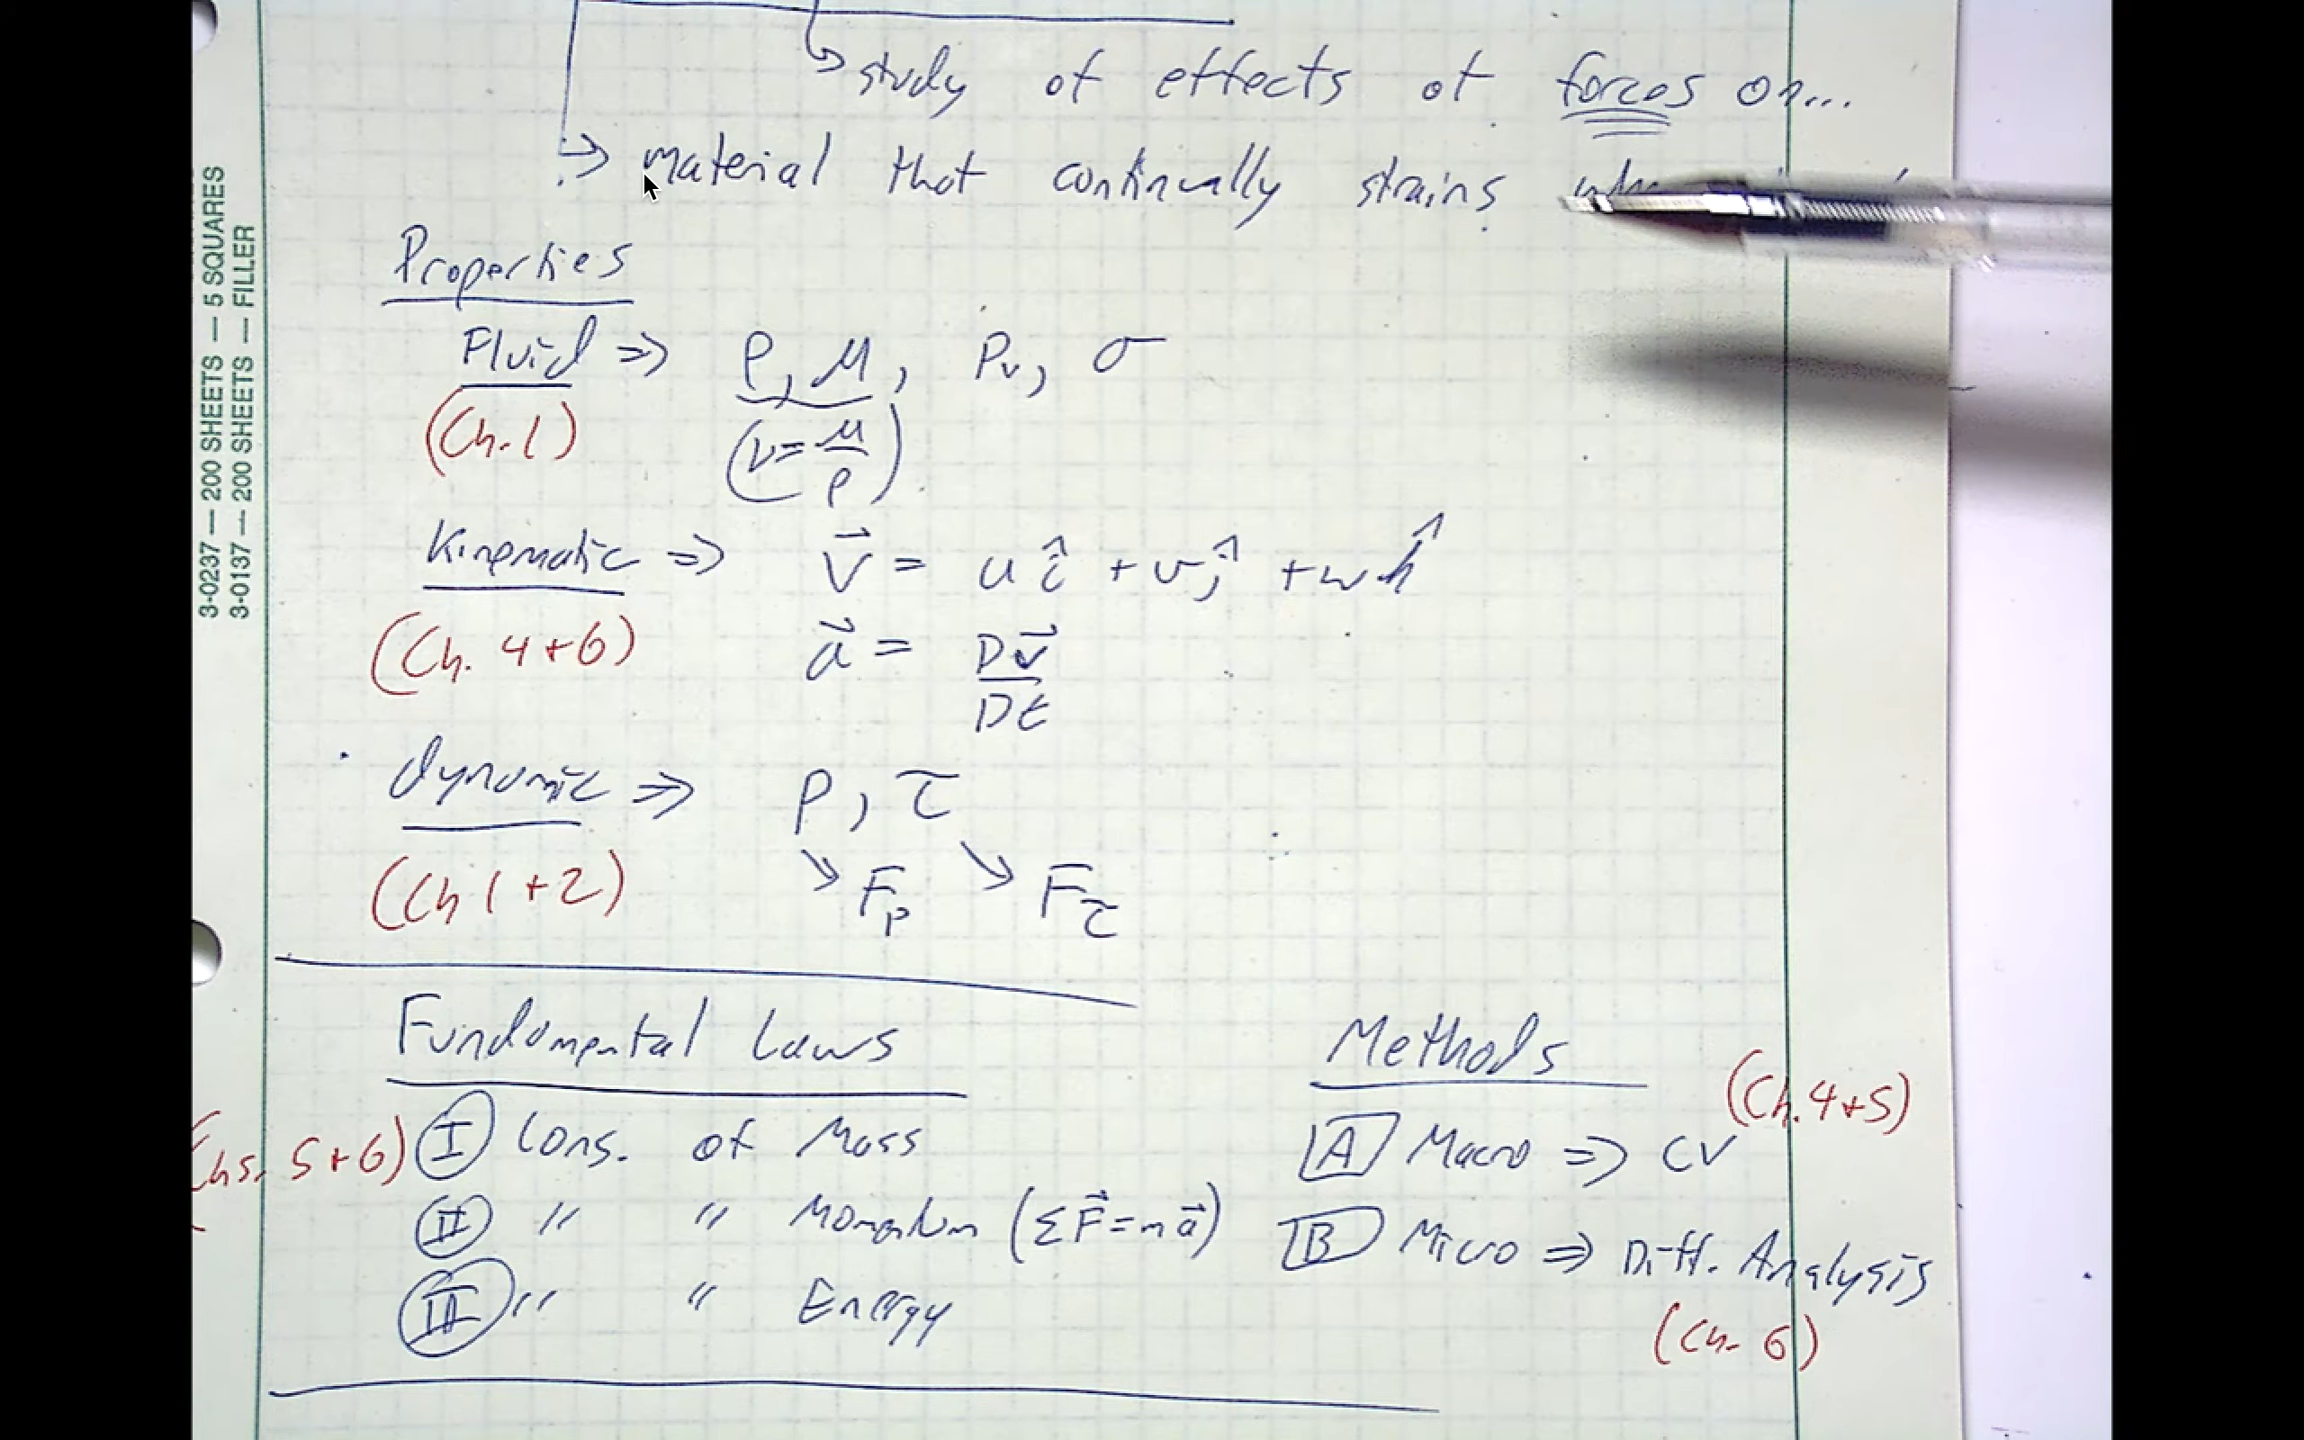 study of effects of forces on...
⇒ material that continually strains
Properties
Fluid ⇒ ρ, μ, Pv, σ
(Ch. 1) (ν = μ/ρ)
Kinematic ⇒ V⃗ = u î + v ĵ + w k̂
(Ch. 4+6) a⃗ = DV⃗/Dt
dynamic ⇒ P, τ
(Ch 1+2) ↘ Fp ↘ Fτ
Fundamental Laws
(Chs. 5+6) I Cons. of Mass
II " " Momentum (ΣF⃗ = m a⃗)
III " " Energy
Methods
(Ch. 4+5)
A Macro ⇒ CV
B Micro ⇒ Diff. Analysis
(Ch. 6)
3-0237 — 200 SHEETS — 5 SQUARES
3-0137 — 200 SHEETS — FILLER